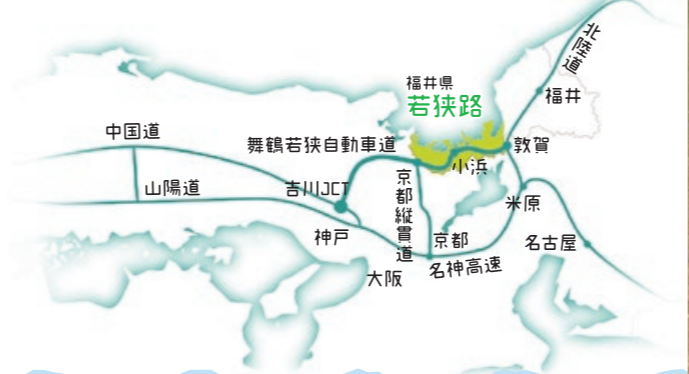 北陸道
福井県
若狭路
福井
中国道
舞鶴若狭自動車道
敦賀
小浜
山陽道
吉川JCT
京都縦貫道
米原
神戸
京都
名古屋
大阪
名神高速